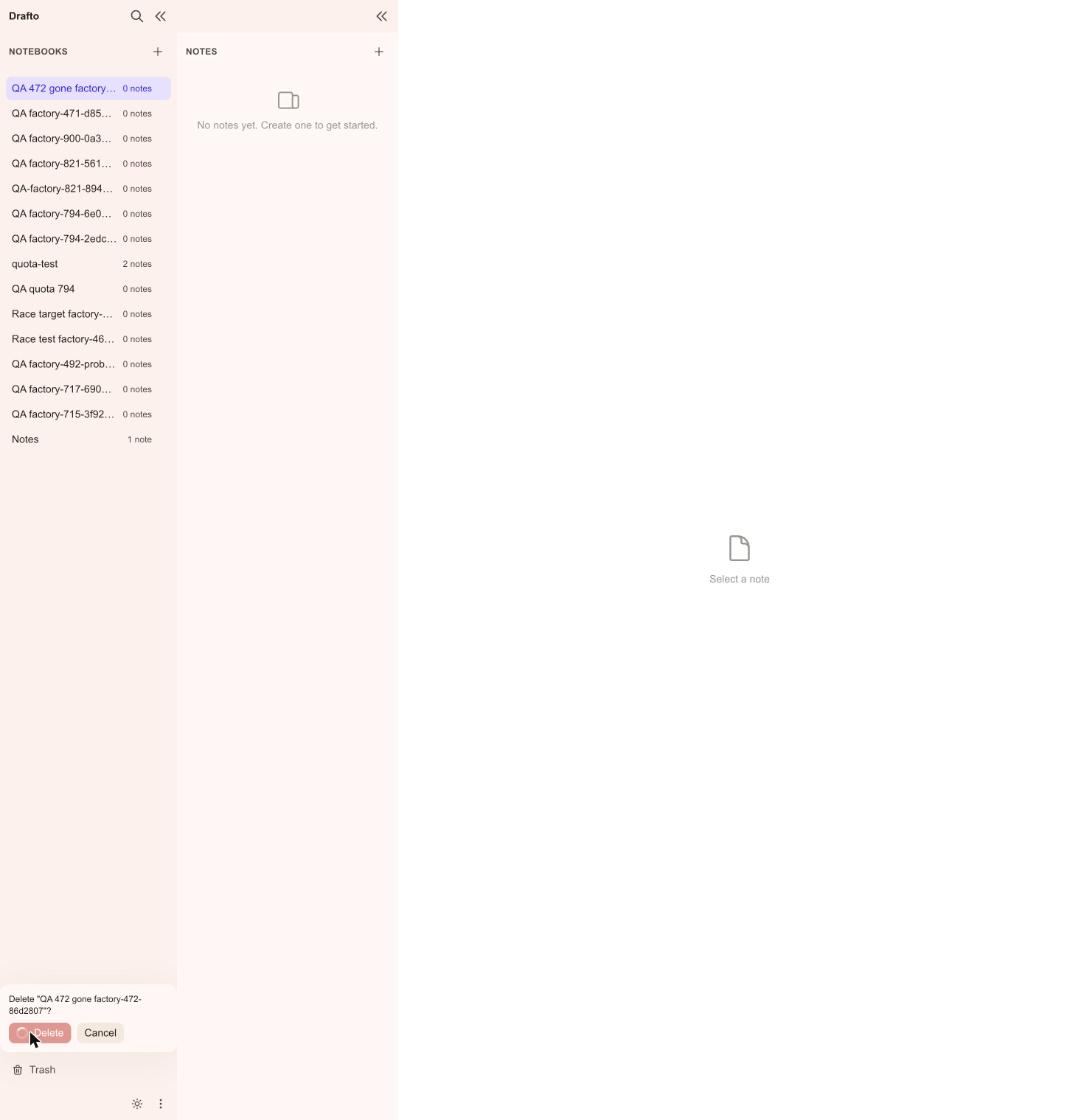 Drafto
NOTEBOOKS
QA 472 gone factory… 0 notes
QA factory-471-d85… 0 notes
QA factory-900-0a3… 0 notes
QA factory-821-561… 0 notes
QA-factory-821-894… 0 notes
QA factory-794-6e0… 0 notes
QA factory-794-2edc… 0 notes
quota-test 2 notes
QA quota 794 0 notes
Race target factory-… 0 notes
Race test factory-46… 0 notes
QA factory-492-prob… 0 notes
QA factory-717-690… 0 notes
QA factory-715-3f92… 0 notes
Notes 1 note
Delete "QA 472 gone factory-472-
86d2807"?
Delete Cancel
Trash
NOTES
No notes yet. Create one to get started.
Select a note